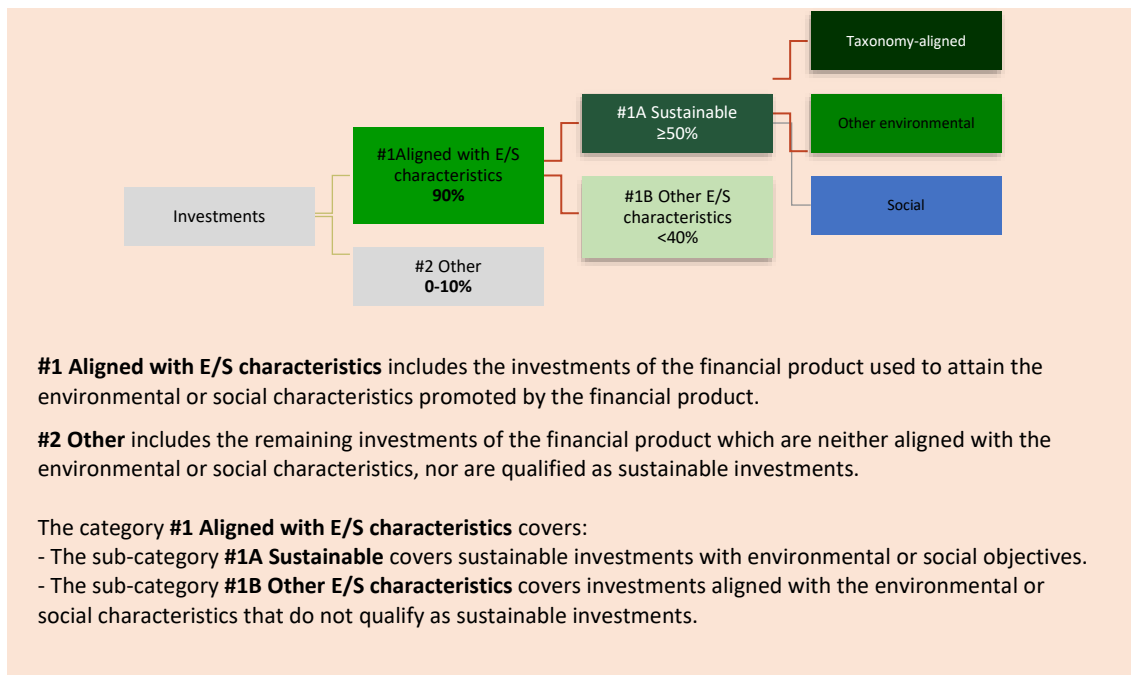 Taxonomy-aligned
#1A Sustainable
≥50%
Other environmental
#1Aligned with E/S
characteristics
90%
#1B Other E/S
characteristics
<40%
Social
Investments
#2 Other
0-10%
#1 Aligned with E/S characteristics includes the investments of the financial product used to attain the
environmental or social characteristics promoted by the financial product.
#2 Other includes the remaining investments of the financial product which are neither aligned with the
environmental or social characteristics, nor are qualified as sustainable investments.
The category #1 Aligned with E/S characteristics covers:
- The sub-category #1A Sustainable covers sustainable investments with environmental or social objectives.
- The sub-category #1B Other E/S characteristics covers investments aligned with the environmental or
social characteristics that do not qualify as sustainable investments.